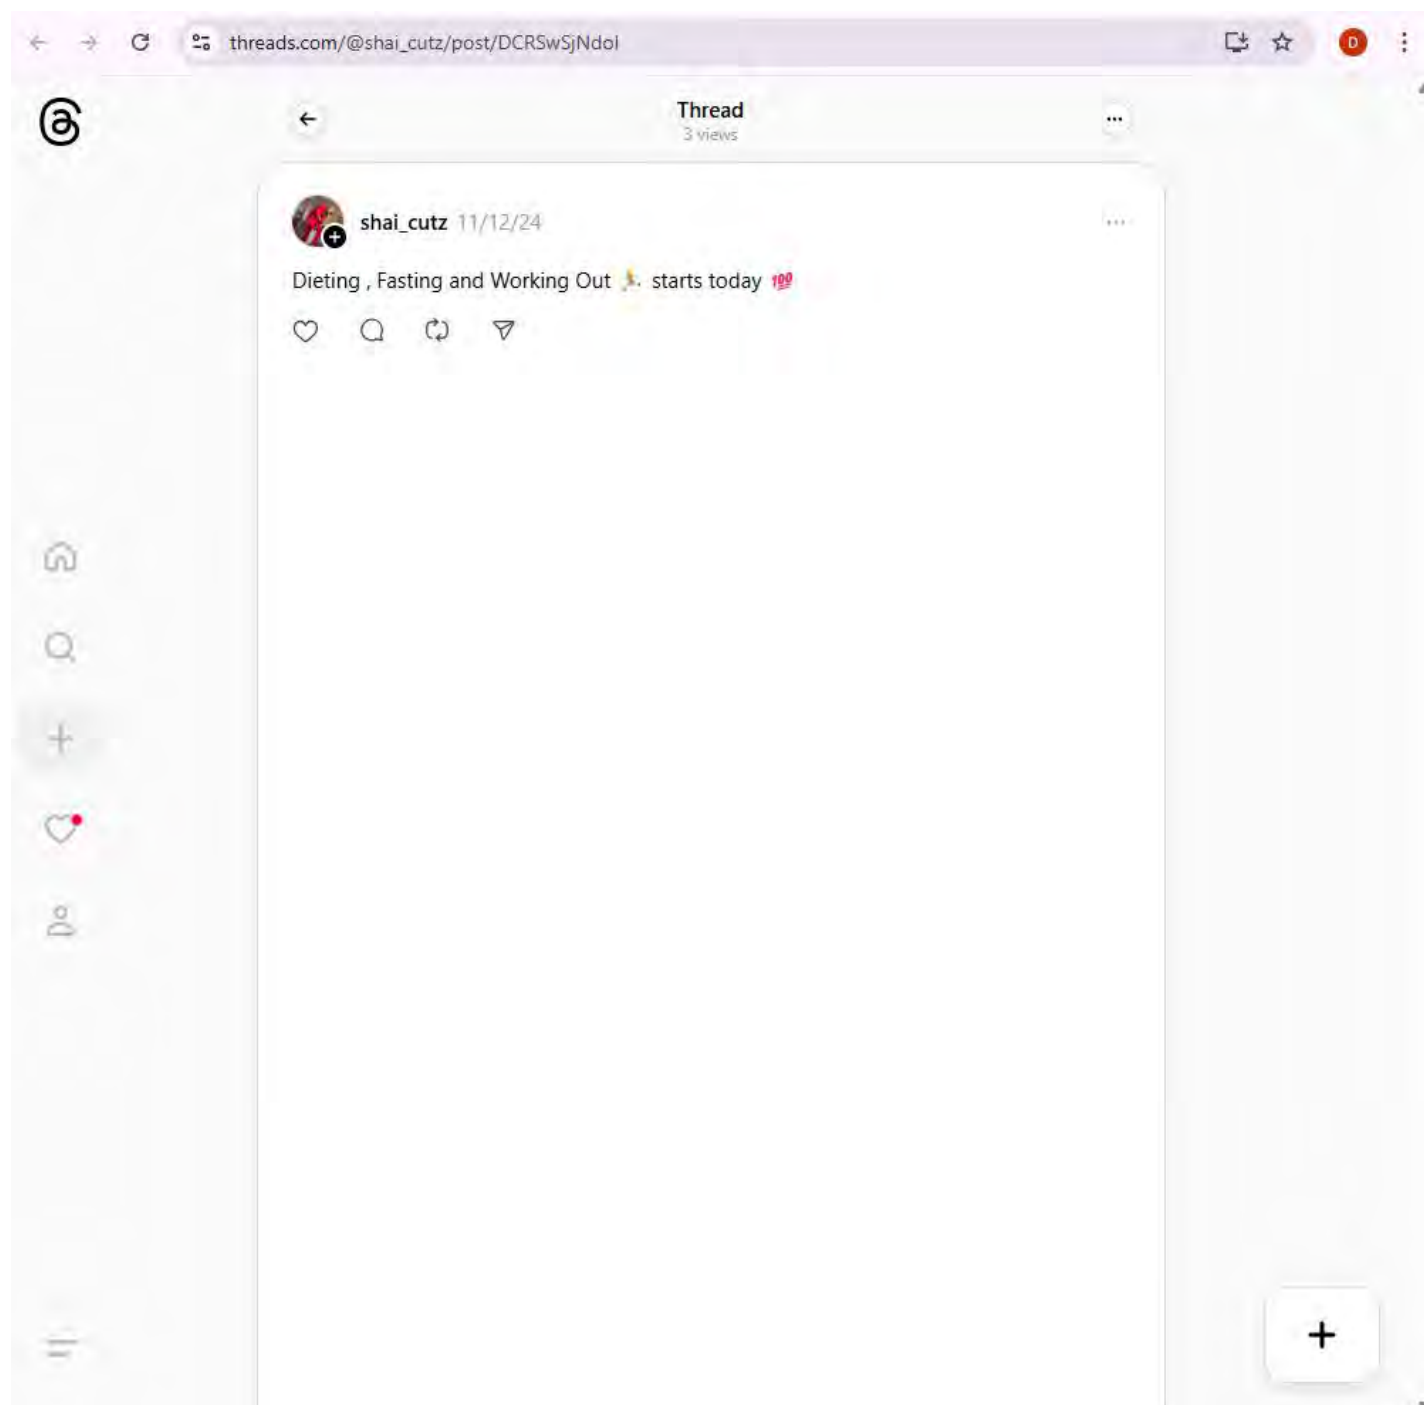 threads.com/@shai_cutz/post/DCRSwSjNdol
D
Thread
3 views
shai_cutz 11/12/24
Dieting , Fasting and Working Out 🏃 starts today 💯